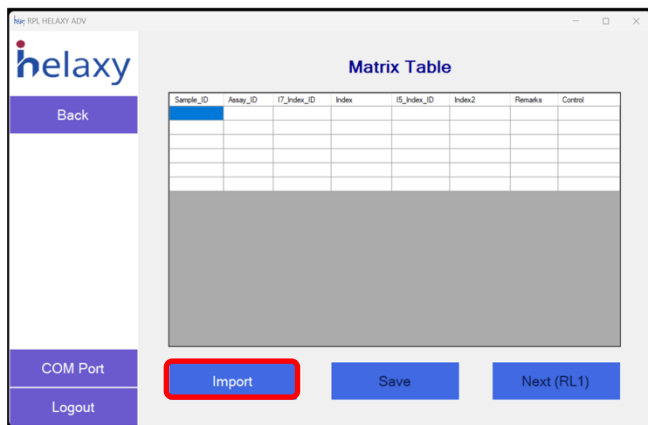 RPL HELAXY ADV
helaxy
Matrix Table
Back
Sample_ID Assay_ID I7_Index_ID Index I5_Index_ID Index2 Remarks Control
COM Port
Logout
Import Save Next (RL1)